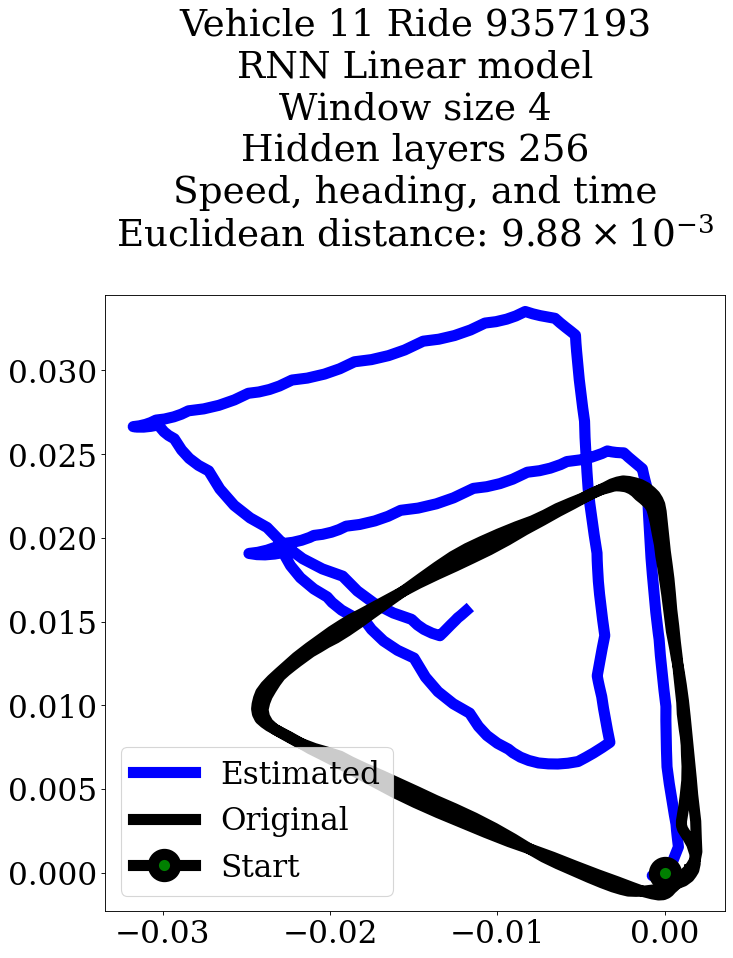 Vehicle 11 Ride 9357193
RNN Linear model
Window size 4
Hidden layers 256
Speed, heading, and time
Euclidean distance: 9.88 × 10⁻³
0.030
0.025
0.020
0.015
0.010
0.005
0.000
Estimated
Original
Start
−0.03
−0.02
−0.01
0.00